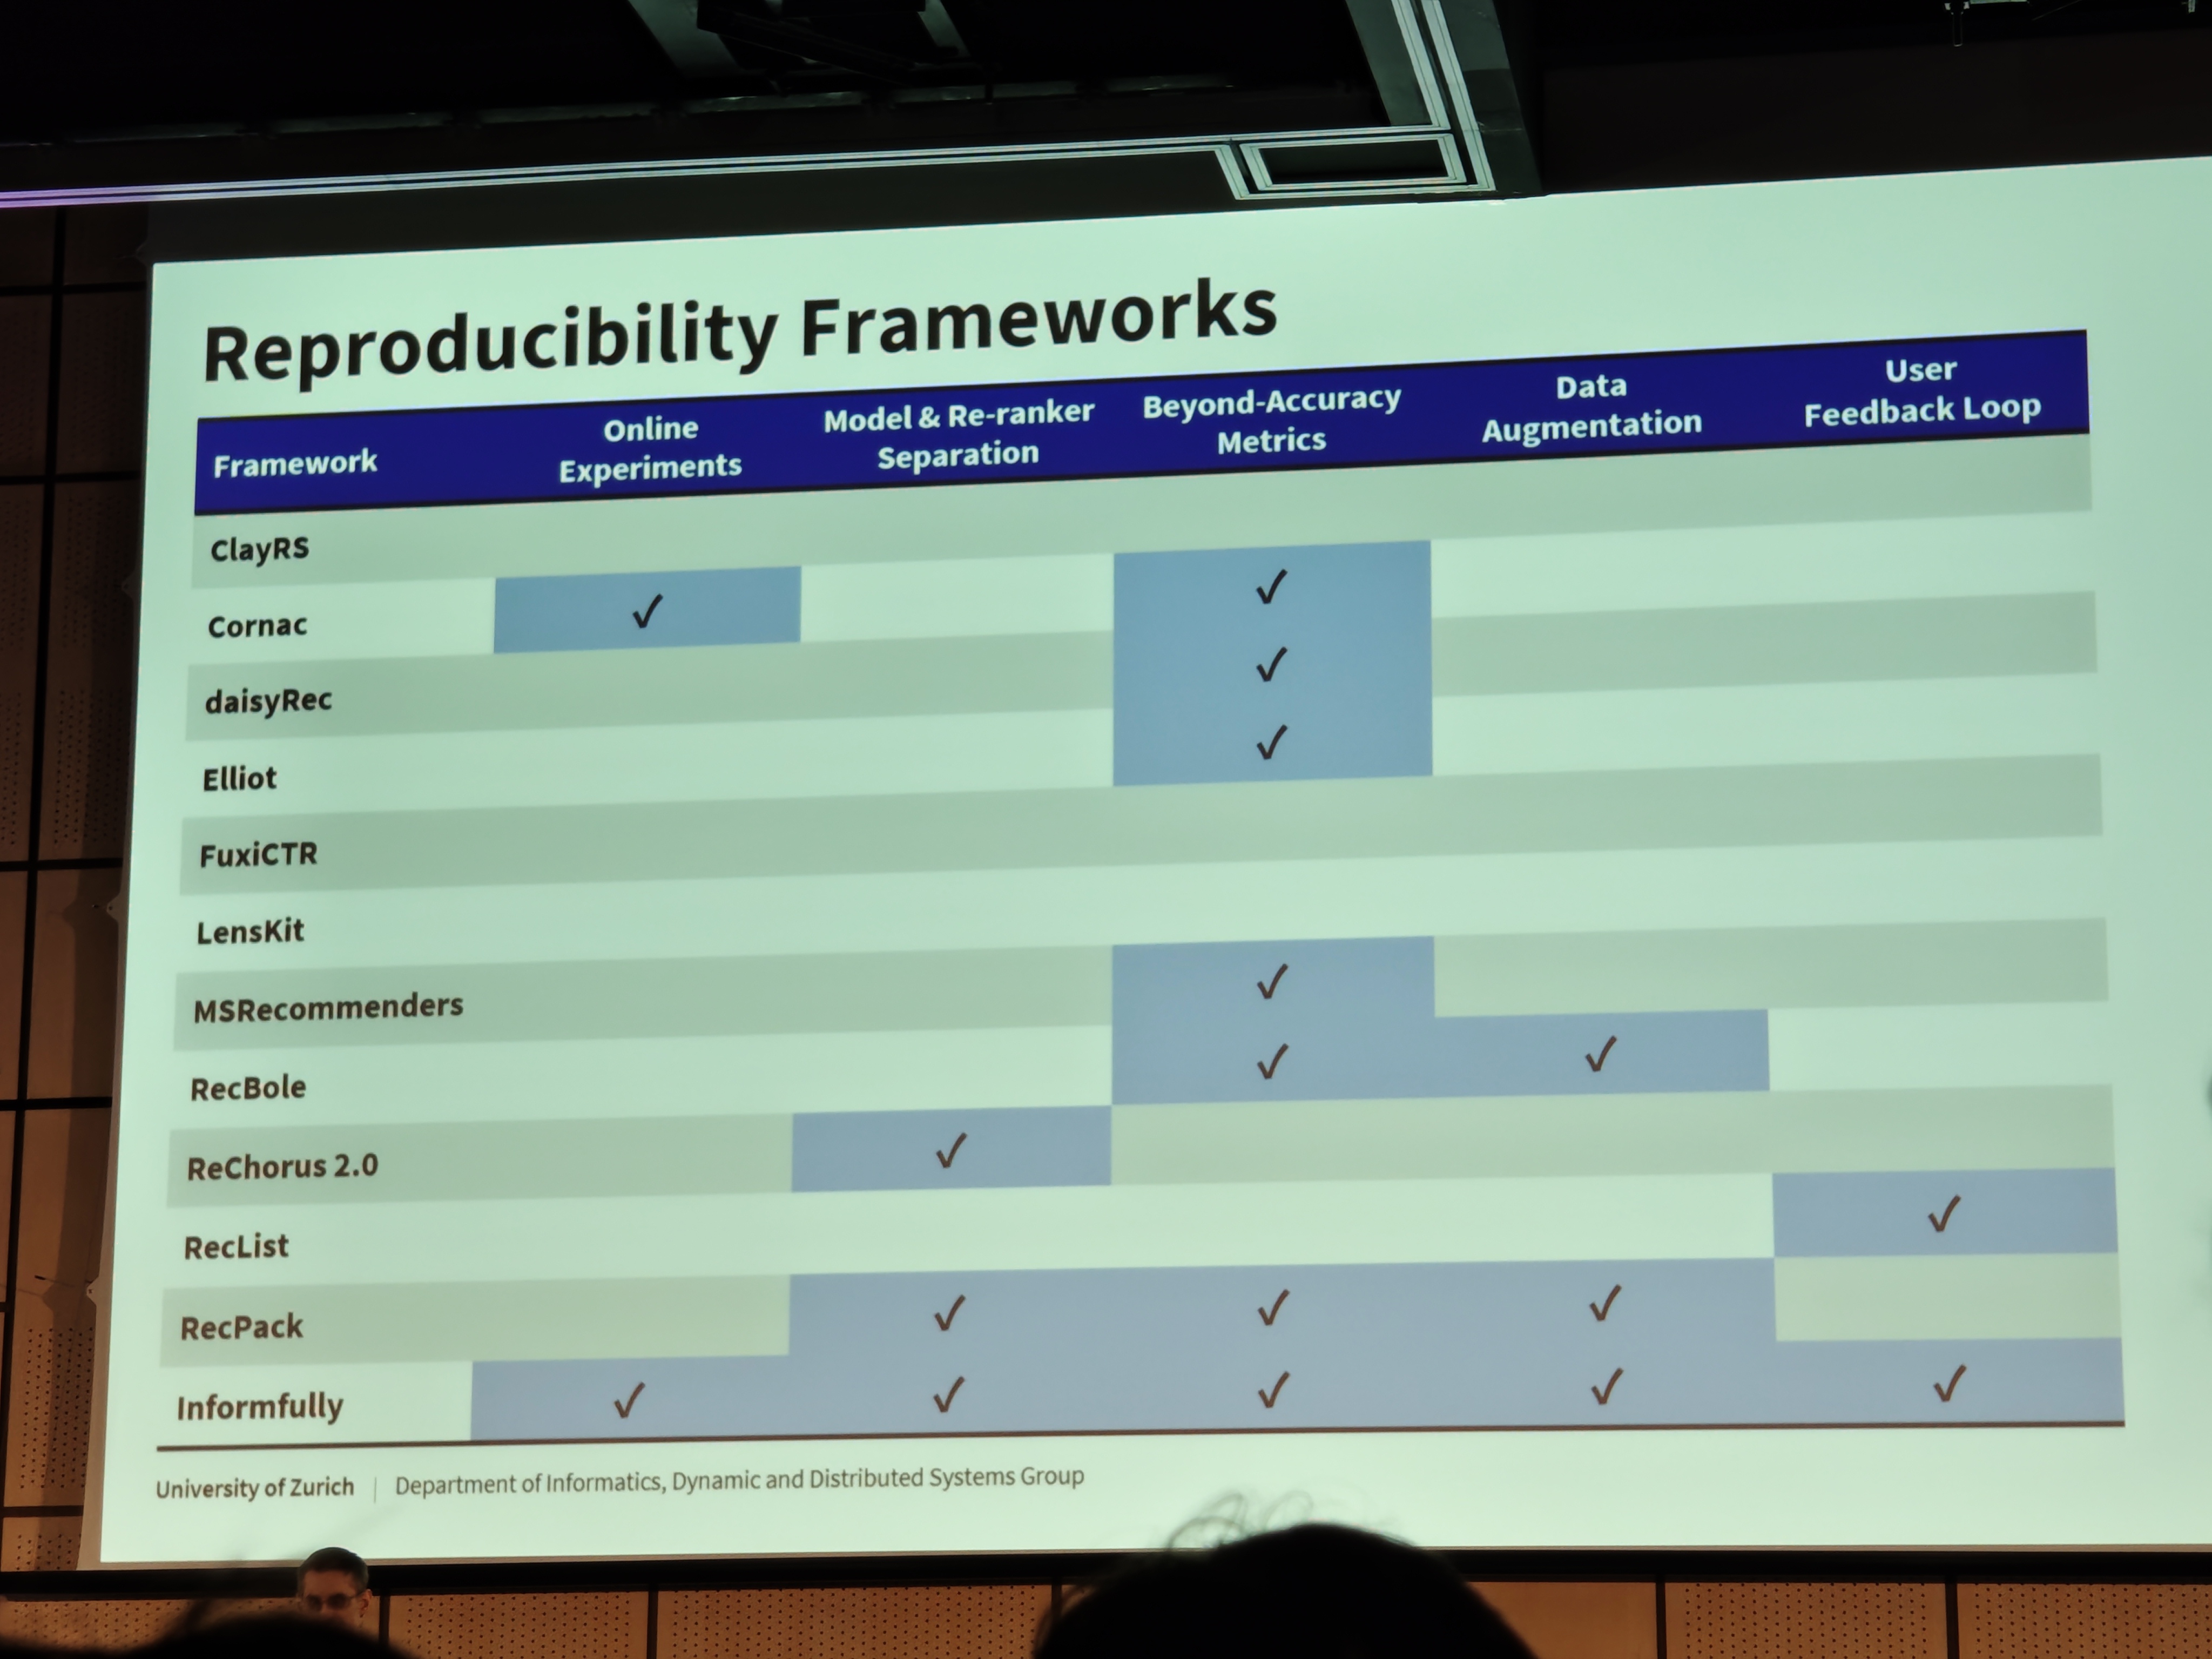 Reproducibility Frameworks
Framework
Online
Experiments
Model & Re-ranker
Separation
Beyond-Accuracy
Metrics
Data
Augmentation
User
Feedback Loop
ClayRS
Cornac ✓ ✓
daisyRec ✓
Elliot ✓
FuxiCTR
LensKit
MSRecommenders ✓
RecBole ✓ ✓
ReChorus 2.0 ✓
RecList ✓
RecPack ✓ ✓ ✓
Informfully ✓ ✓ ✓ ✓ ✓
University of Zurich | Department of Informatics, Dynamic and Distributed Systems Group